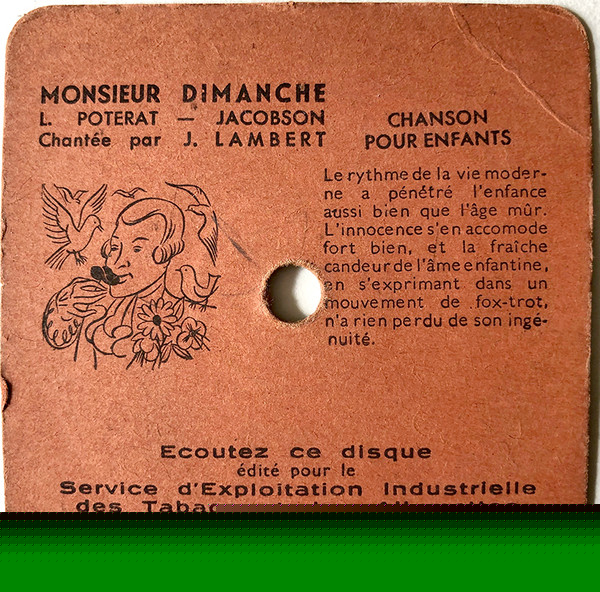 MONSIEUR DIMANCHE
L. POTERAT — JACOBSON
Chantée par J. LAMBERT
CHANSON
POUR ENFANTS
Le rythme de la vie moder-
ne a pénétré l'enfance
aussi bien que l'âge mûr.
L'innocence s'en accomode
fort bien, et la fraîche
candeur de l'âme enfantine,
en s'exprimant dans un
mouvement de fox-trot,
n'a rien perdu de son ingé-
nuité.
Ecoutez ce disque
édité pour le
Service d'Exploitation Industrielle
des